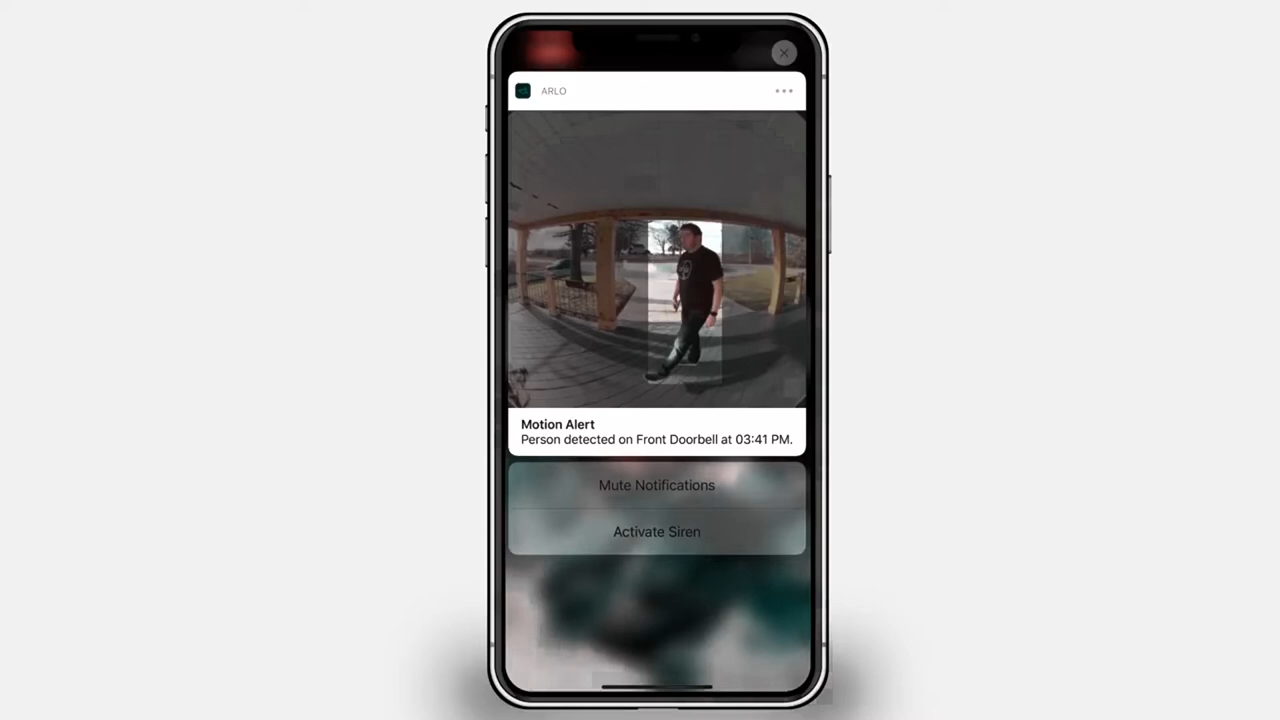 ARLO
Motion Alert
Person detected on Front Doorbell at 03:41 PM.
Mute Notifications
Activate Siren